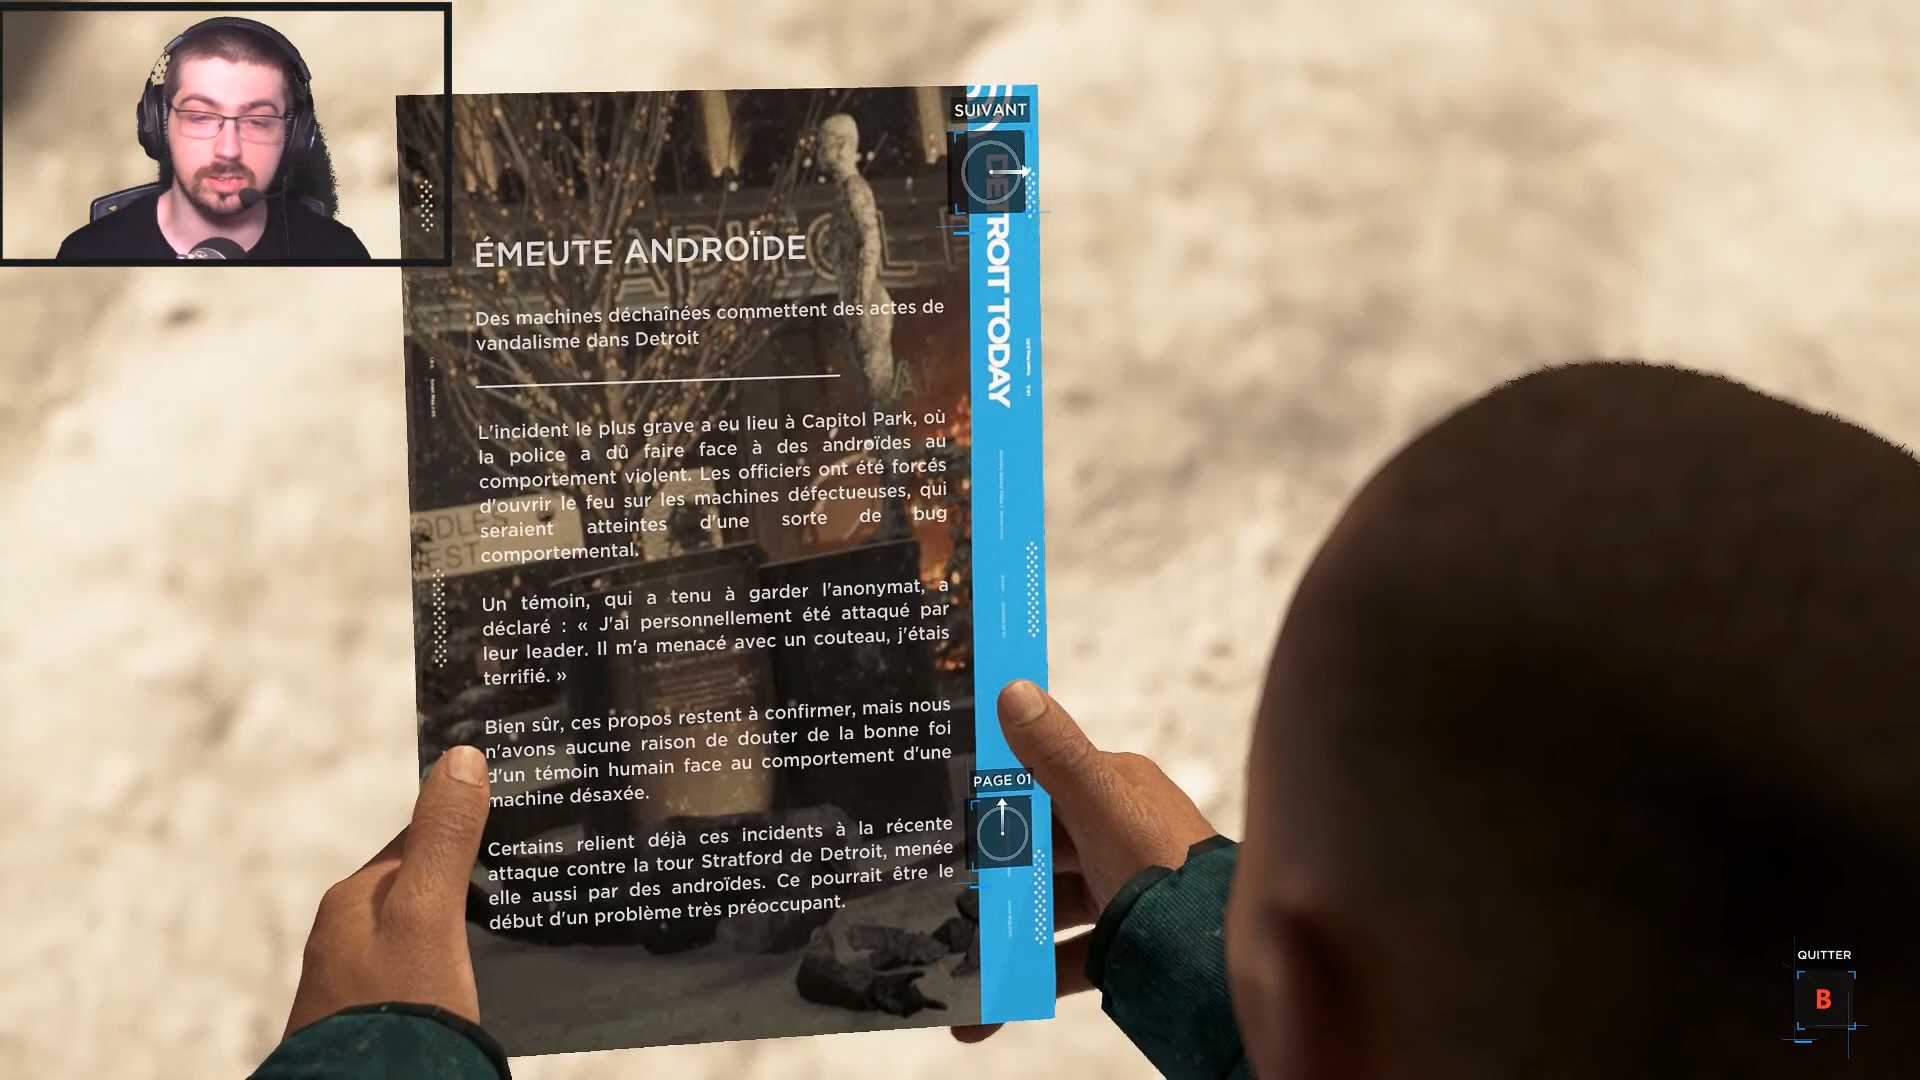 SUIVANT
DETROIT TODAY
ÉMEUTE ANDROÏDE
Des machines déchaînées commettent des actes de
vandalisme dans Detroit
L'incident le plus grave a eu lieu à Capitol Park, où
la police a dû faire face à des androïdes au
comportement violent. Les officiers ont été forcés
d'ouvrir le feu sur les machines défectueuses, qui
seraient atteintes d'une sorte de bug
comportemental.
Un témoin, qui a tenu à garder l'anonymat, a
déclaré : « J'ai personnellement été attaqué par
leur leader. Il m'a menacé avec un couteau, j'étais
terrifié. »
Bien sûr, ces propos restent à confirmer, mais nous
n'avons aucune raison de douter de la bonne foi
d'un témoin humain face au comportement d'une
machine désaxée.
Certains relient déjà ces incidents à la récente
attaque contre la tour Stratford de Detroit, menée
elle aussi par des androïdes. Ce pourrait être le
début d'un problème très préoccupant.
PAGE 01
QUITTER
B